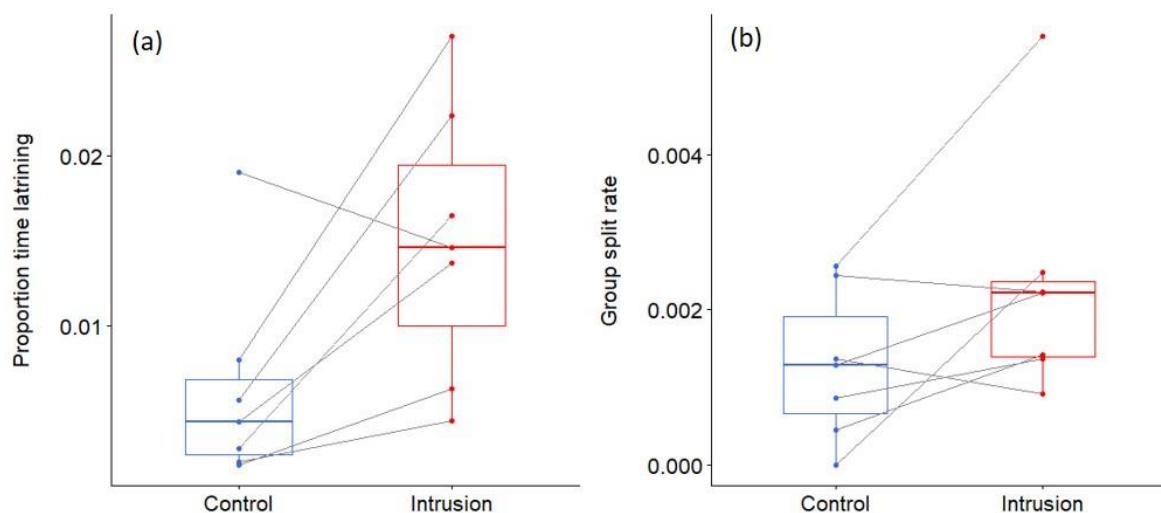 (a)
Proportion time latrining
0.02
0.01
Control
Intrusion
(b)
Group split rate
0.004
0.002
0.000
Control
Intrusion